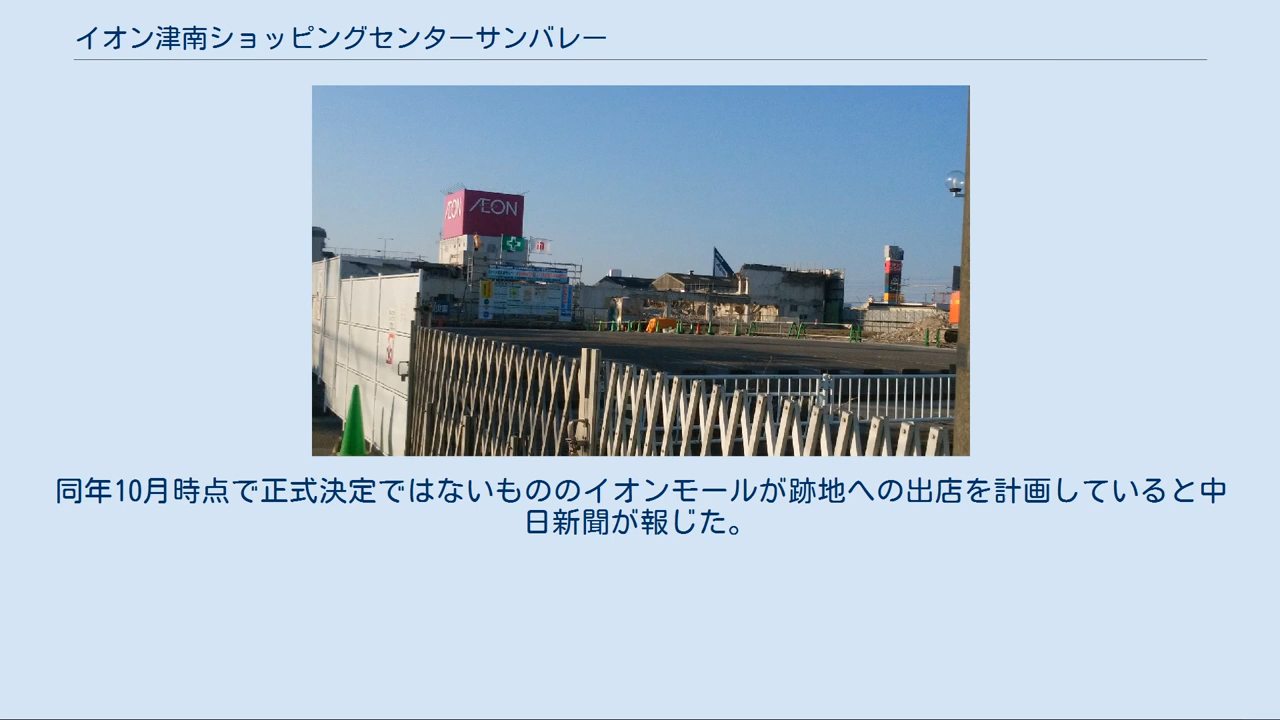 イオン津南ショッピングセンターサンバレー
ÆON
ÆON
同年10月時点で正式決定ではないもののイオンモールが跡地への出店を計画していると中
日新聞が報じた。